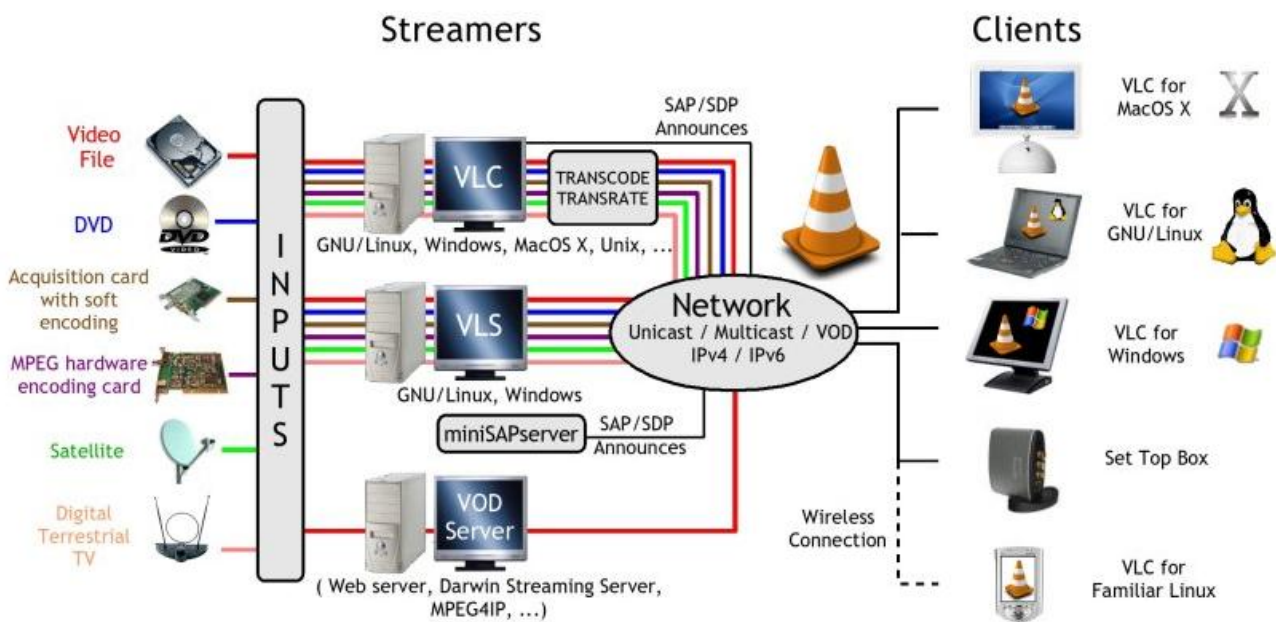 Streamers
Clients
Video
File
DVD
DVD
VIDEO
Acquisition card
with soft
encoding
MPEG hardware
encoding card
Satellite
Digital
Terrestrial
TV
INPUTS
VLC
GNU/Linux, Windows, MacOS X, Unix, ...
TRANSCODE
TRANSRATE
SAP/SDP
Announces
VLS
GNU/Linux, Windows
miniSAPserver
SAP/SDP
Announces
VOD
Server
( Web server, Darwin Streaming Server,
MPEG4IP, ...)
Network
Unicast / Multicast / VOD
IPv4 / IPv6
Wireless
Connection
VLC for
MacOS X
X
VLC for
GNU/Linux
VLC for
Windows
Set Top Box
VLC for
Familiar Linux